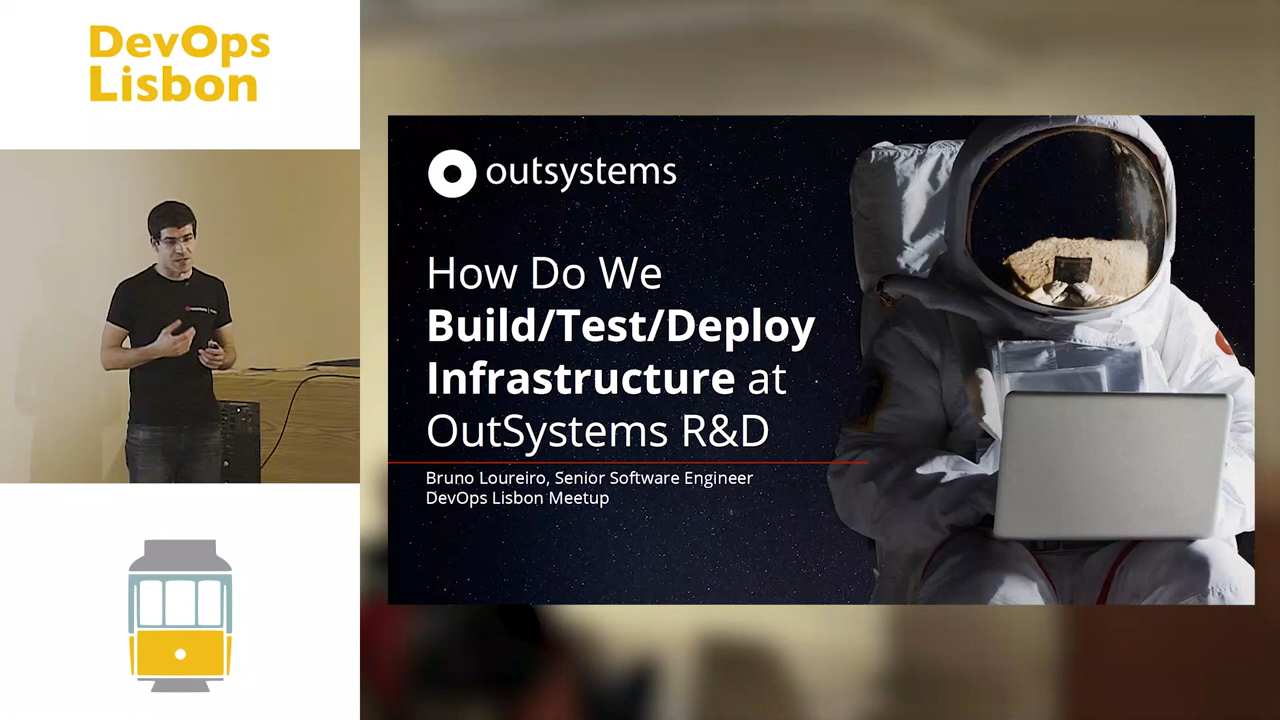 DevOps
Lisbon
outsystems
How Do We
Build/Test/Deploy
Infrastructure at
OutSystems R&D
Bruno Loureiro, Senior Software Engineer
DevOps Lisbon Meetup